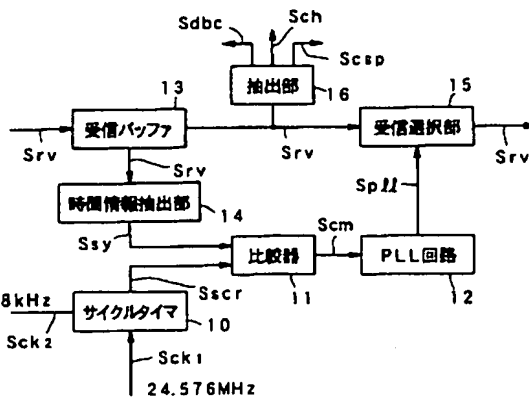 Sdbc
Sch
Scsp
抽出部
16
13
受信バッファ
15
受信選択部
Srv
Srv
Srv
Srv
時間情報抽出部
14
Spll
Ssy
比較器
11
Scm
PLL回路
12
Sscr
8kHz
サイクルタイマ
10
Sck2
Sck1
24.576MHz